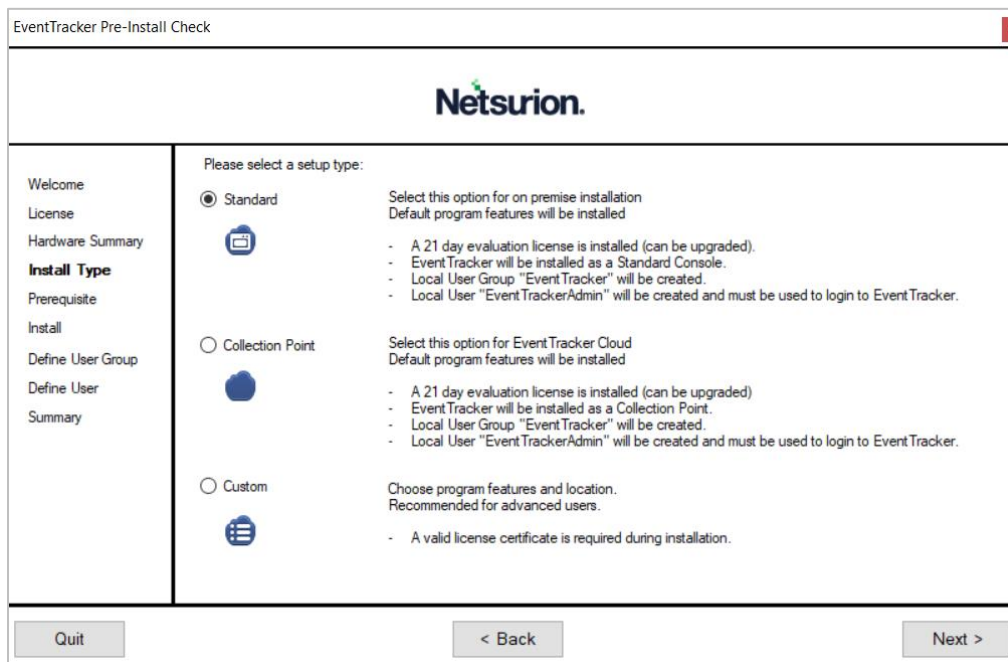 EventTracker Pre-Install Check
Netsurion.
Welcome
License
Hardware Summary
Install Type
Prerequisite
Install
Define User Group
Define User
Summary
Please select a setup type:
Standard
Select this option for on premise installation
Default program features will be installed
- A 21 day evaluation license is installed (can be upgraded).
- EventTracker will be installed as a Standard Console.
- Local User Group "EventTracker" will be created.
- Local User "EventTrackerAdmin" will be created and must be used to login to EventTracker.
Collection Point
Select this option for EventTracker Cloud
Default program features will be installed
- A 21 day evaluation license is installed (can be upgraded)
- EventTracker will be installed as a Collection Point.
- Local User Group "EventTracker" will be created.
- Local User "EventTrackerAdmin" will be created and must be used to login to EventTracker.
Custom
Choose program features and location.
Recommended for advanced users.
- A valid license certificate is required during installation.
Quit
< Back
Next >